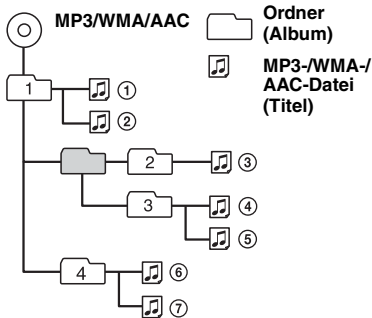 MP3/WMA/AAC
Ordner
(Album)
MP3-/WMA-/
AAC-Datei
(Titel)
1
①
②
2
③
3
④
⑤
4
⑥
⑦